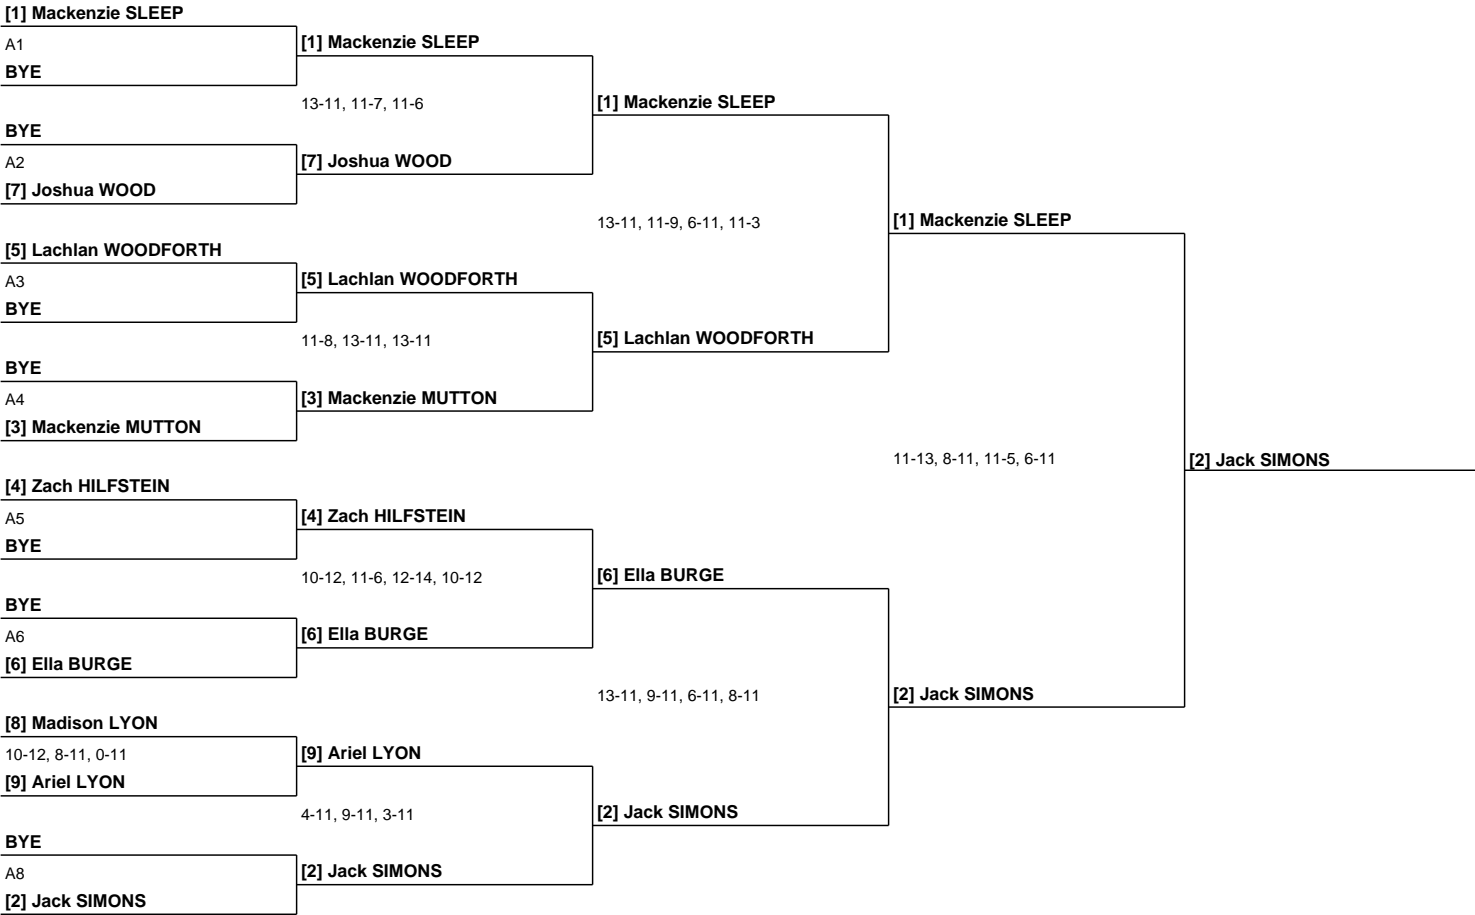 [1] Mackenzie SLEEP
A1
BYE
BYE
A2
[7] Joshua WOOD
[5] Lachlan WOODFORTH
A3
BYE
BYE
A4
[3] Mackenzie MUTTON
[4] Zach HILFSTEIN
A5
BYE
BYE
A6
[6] Ella BURGE
[8] Madison LYON
10-12, 8-11, 0-11
[9] Ariel LYON
BYE
A8
[2] Jack SIMONS
[1] Mackenzie SLEEP
13-11, 11-7, 11-6
[7] Joshua WOOD
[5] Lachlan WOODFORTH
11-8, 13-11, 13-11
[3] Mackenzie MUTTON
[4] Zach HILFSTEIN
10-12, 11-6, 12-14, 10-12
[6] Ella BURGE
[9] Ariel LYON
4-11, 9-11, 3-11
[2] Jack SIMONS
[1] Mackenzie SLEEP
13-11, 11-9, 6-11, 11-3
[5] Lachlan WOODFORTH
[6] Ella BURGE
13-11, 9-11, 6-11, 8-11
[2] Jack SIMONS
[1] Mackenzie SLEEP
11-13, 8-11, 11-5, 6-11
[2] Jack SIMONS
[2] Jack SIMONS